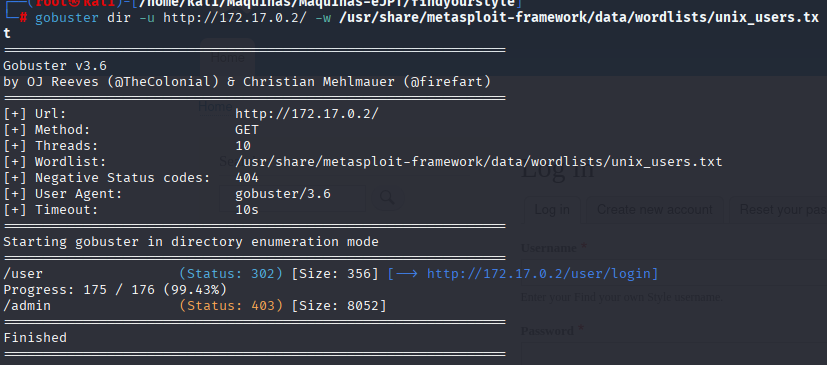 ┌──(root㉿kali)-[/home/kali/Maquinas/Maquinas-eJPT/findyourstyle]
└─# gobuster dir -u http://172.17.0.2/ -w /usr/share/metasploit-framework/data/wordlists/unix_users.tx
t
===============================================================
Gobuster v3.6
by OJ Reeves (@TheColonial) & Christian Mehlmauer (@firefart)
===============================================================
[+] Url:                     http://172.17.0.2/
[+] Method:                  GET
[+] Threads:                 10
[+] Wordlist:                /usr/share/metasploit-framework/data/wordlists/unix_users.txt
[+] Negative Status codes:   404
[+] User Agent:              gobuster/3.6
[+] Timeout:                 10s
===============================================================
Starting gobuster in directory enumeration mode
===============================================================
/user                 (Status: 302) [Size: 356] [--> http://172.17.0.2/user/login]
Progress: 175 / 176 (99.43%)
/admin                (Status: 403) [Size: 8052]
===============================================================
Finished
===============================================================
Home
Home
Log in
Log in
Create new account
Reset your pas
Username *
Enter your Find your own Style username.
Password *